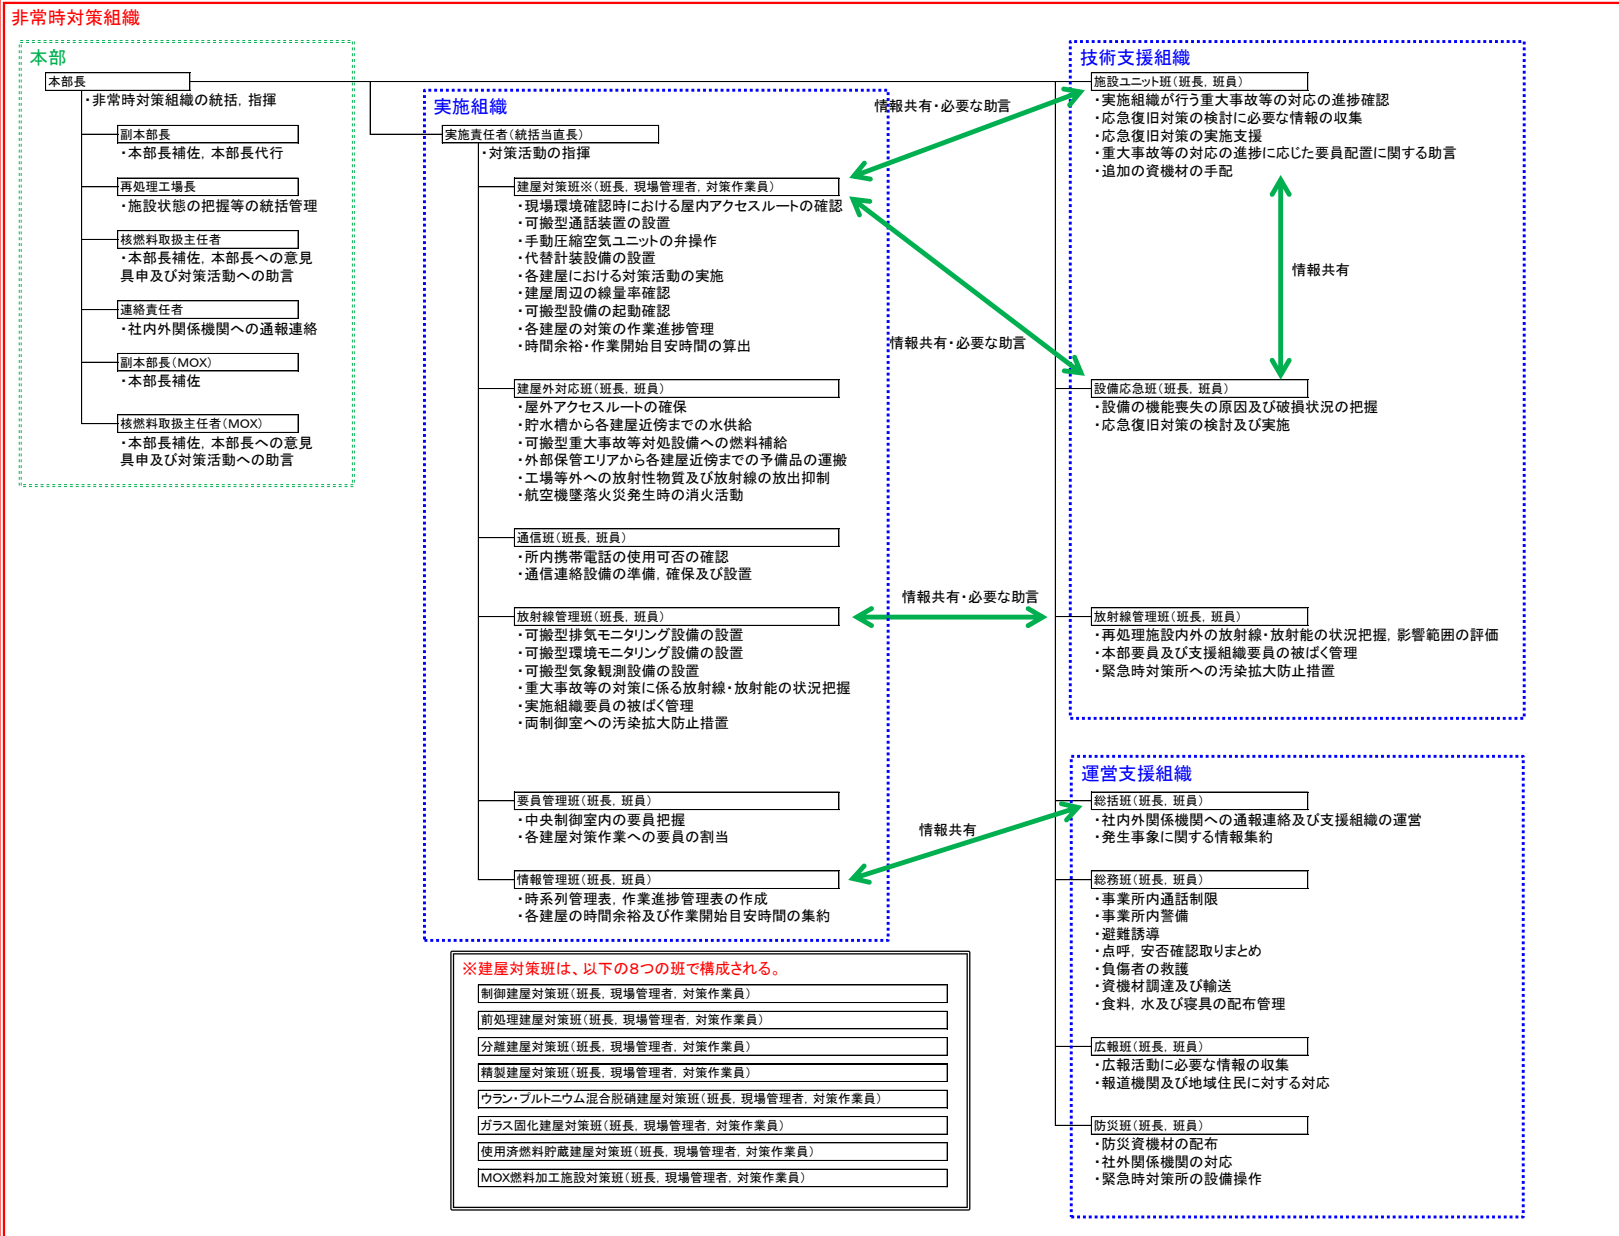 非常時対策組織
本部
本部長
・非常時対策組織の統括，指揮
副本部長
・本部長補佐，本部長代行
再処理工場長
・施設状態の把握等の統括管理
核燃料取扱主任者
・本部長補佐，本部長への意見
具申及び対策活動への助言
連絡責任者
・社内外関係機関への通報連絡
副本部長（MOX）
・本部長補佐
核燃料取扱主任者（MOX）
・本部長補佐，本部長への意見
具申及び対策活動への助言
実施組織
実施責任者（統括当直長）
・対策活動の指揮
建屋対策班※（班長，現場管理者，対策作業員）
・現場環境確認時における屋内アクセスルートの確認
・可搬型通話装置の設置
・手動圧縮空気ユニットの弁操作
・代替計装設備の設置
・各建屋における対策活動の実施
・建屋周辺の線量率確認
・可搬型設備の起動確認
・各建屋の対策の作業進捗管理
・時間余裕・作業開始目安時間の算出
建屋外対応班（班長，班員）
・屋外アクセスルートの確保
・貯水槽から各建屋近傍までの水供給
・可搬型重大事故等対処設備への燃料補給
・外部保管エリアから各建屋近傍までの予備品の運搬
・工場等外への放射性物質及び放射線の放出抑制
・航空機墜落火災発生時の消火活動
通信班（班長，班員）
・所内携帯電話の使用可否の確認
・通信連絡設備の準備，確保及び設置
放射線管理班（班長，班員）
・可搬型排気モニタリング設備の設置
・可搬型環境モニタリング設備の設置
・可搬型気象観測設備の設置
・重大事故等の対策に係る放射線・放射能の状況把握
・実施組織要員の被ばく管理
・両制御室への汚染拡大防止措置
要員管理班（班長，班員）
・中央制御室内の要員把握
・各建屋対策作業への要員の割当
情報管理班（班長，班員）
・時系列管理表，作業進捗管理表の作成
・各建屋の時間余裕及び作業開始目安時間の集約
※建屋対策班は、以下の8つの班で構成される。
制御建屋対策班（班長，現場管理者，対策作業員）
前処理建屋対策班（班長，現場管理者，対策作業員）
分離建屋対策班（班長，現場管理者，対策作業員）
精製建屋対策班（班長，現場管理者，対策作業員）
ウラン・プルトニウム混合脱硝建屋対策班（班長，現場管理者，対策作業員）
ガラス固化建屋対策班（班長，現場管理者，対策作業員）
使用済燃料貯蔵建屋対策班（班長，現場管理者，対策作業員）
MOX燃料加工施設対策班（班長，現場管理者，対策作業員）
情報共有・必要な助言
情報共有・必要な助言
情報共有・必要な助言
情報共有
技術支援組織
施設ユニット班（班長，班員）
・実施組織が行う重大事故等の対応の進捗確認
・応急復旧対策の検討に必要な情報の収集
・応急復旧対策の実施支援
・重大事故等の対応の進捗に応じた要員配置に関する助言
・追加の資機材の手配
情報共有
設備応急班（班長，班員）
・設備の機能喪失の原因及び破損状況の把握
・応急復旧対策の検討及び実施
放射線管理班（班長，班員）
・再処理施設内外の放射線・放射能の状況把握，影響範囲の評価
・本部要員及び支援組織要員の被ばく管理
・緊急時対策所への汚染拡大防止措置
運営支援組織
総括班（班長，班員）
・社内外関係機関への通報連絡及び支援組織の運営
・発生事象に関する情報集約
総務班（班長，班員）
・事業所内通話制限
・事業所内警備
・避難誘導
・点呼，安否確認取りまとめ
・負傷者の救護
・資機材調達及び輸送
・食料，水及び寝具の配布管理
広報班（班長，班員）
・広報活動に必要な情報の収集
・報道機関及び地域住民に対する対応
防災班（班長，班員）
・防災資機材の配布
・社外関係機関の対応
・緊急時対策所の設備操作